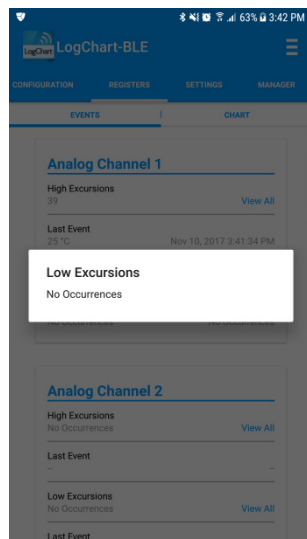 63% 3:42 PM
LogChart LogChart-BLE
CONFIGURATION REGISTERS SETTINGS MANAGER
EVENTS CHART
Analog Channel 1
High Excursions
39 View All
Last Event
25 °C Nov 10, 2017 3:41:34 PM
Low Excursions
No Occurrences
No Occurrences No Occurrences
Analog Channel 2
High Excursions
No Occurrences View All
Last Event
-- --
Low Excursions
No Occurrences View All
Last Event